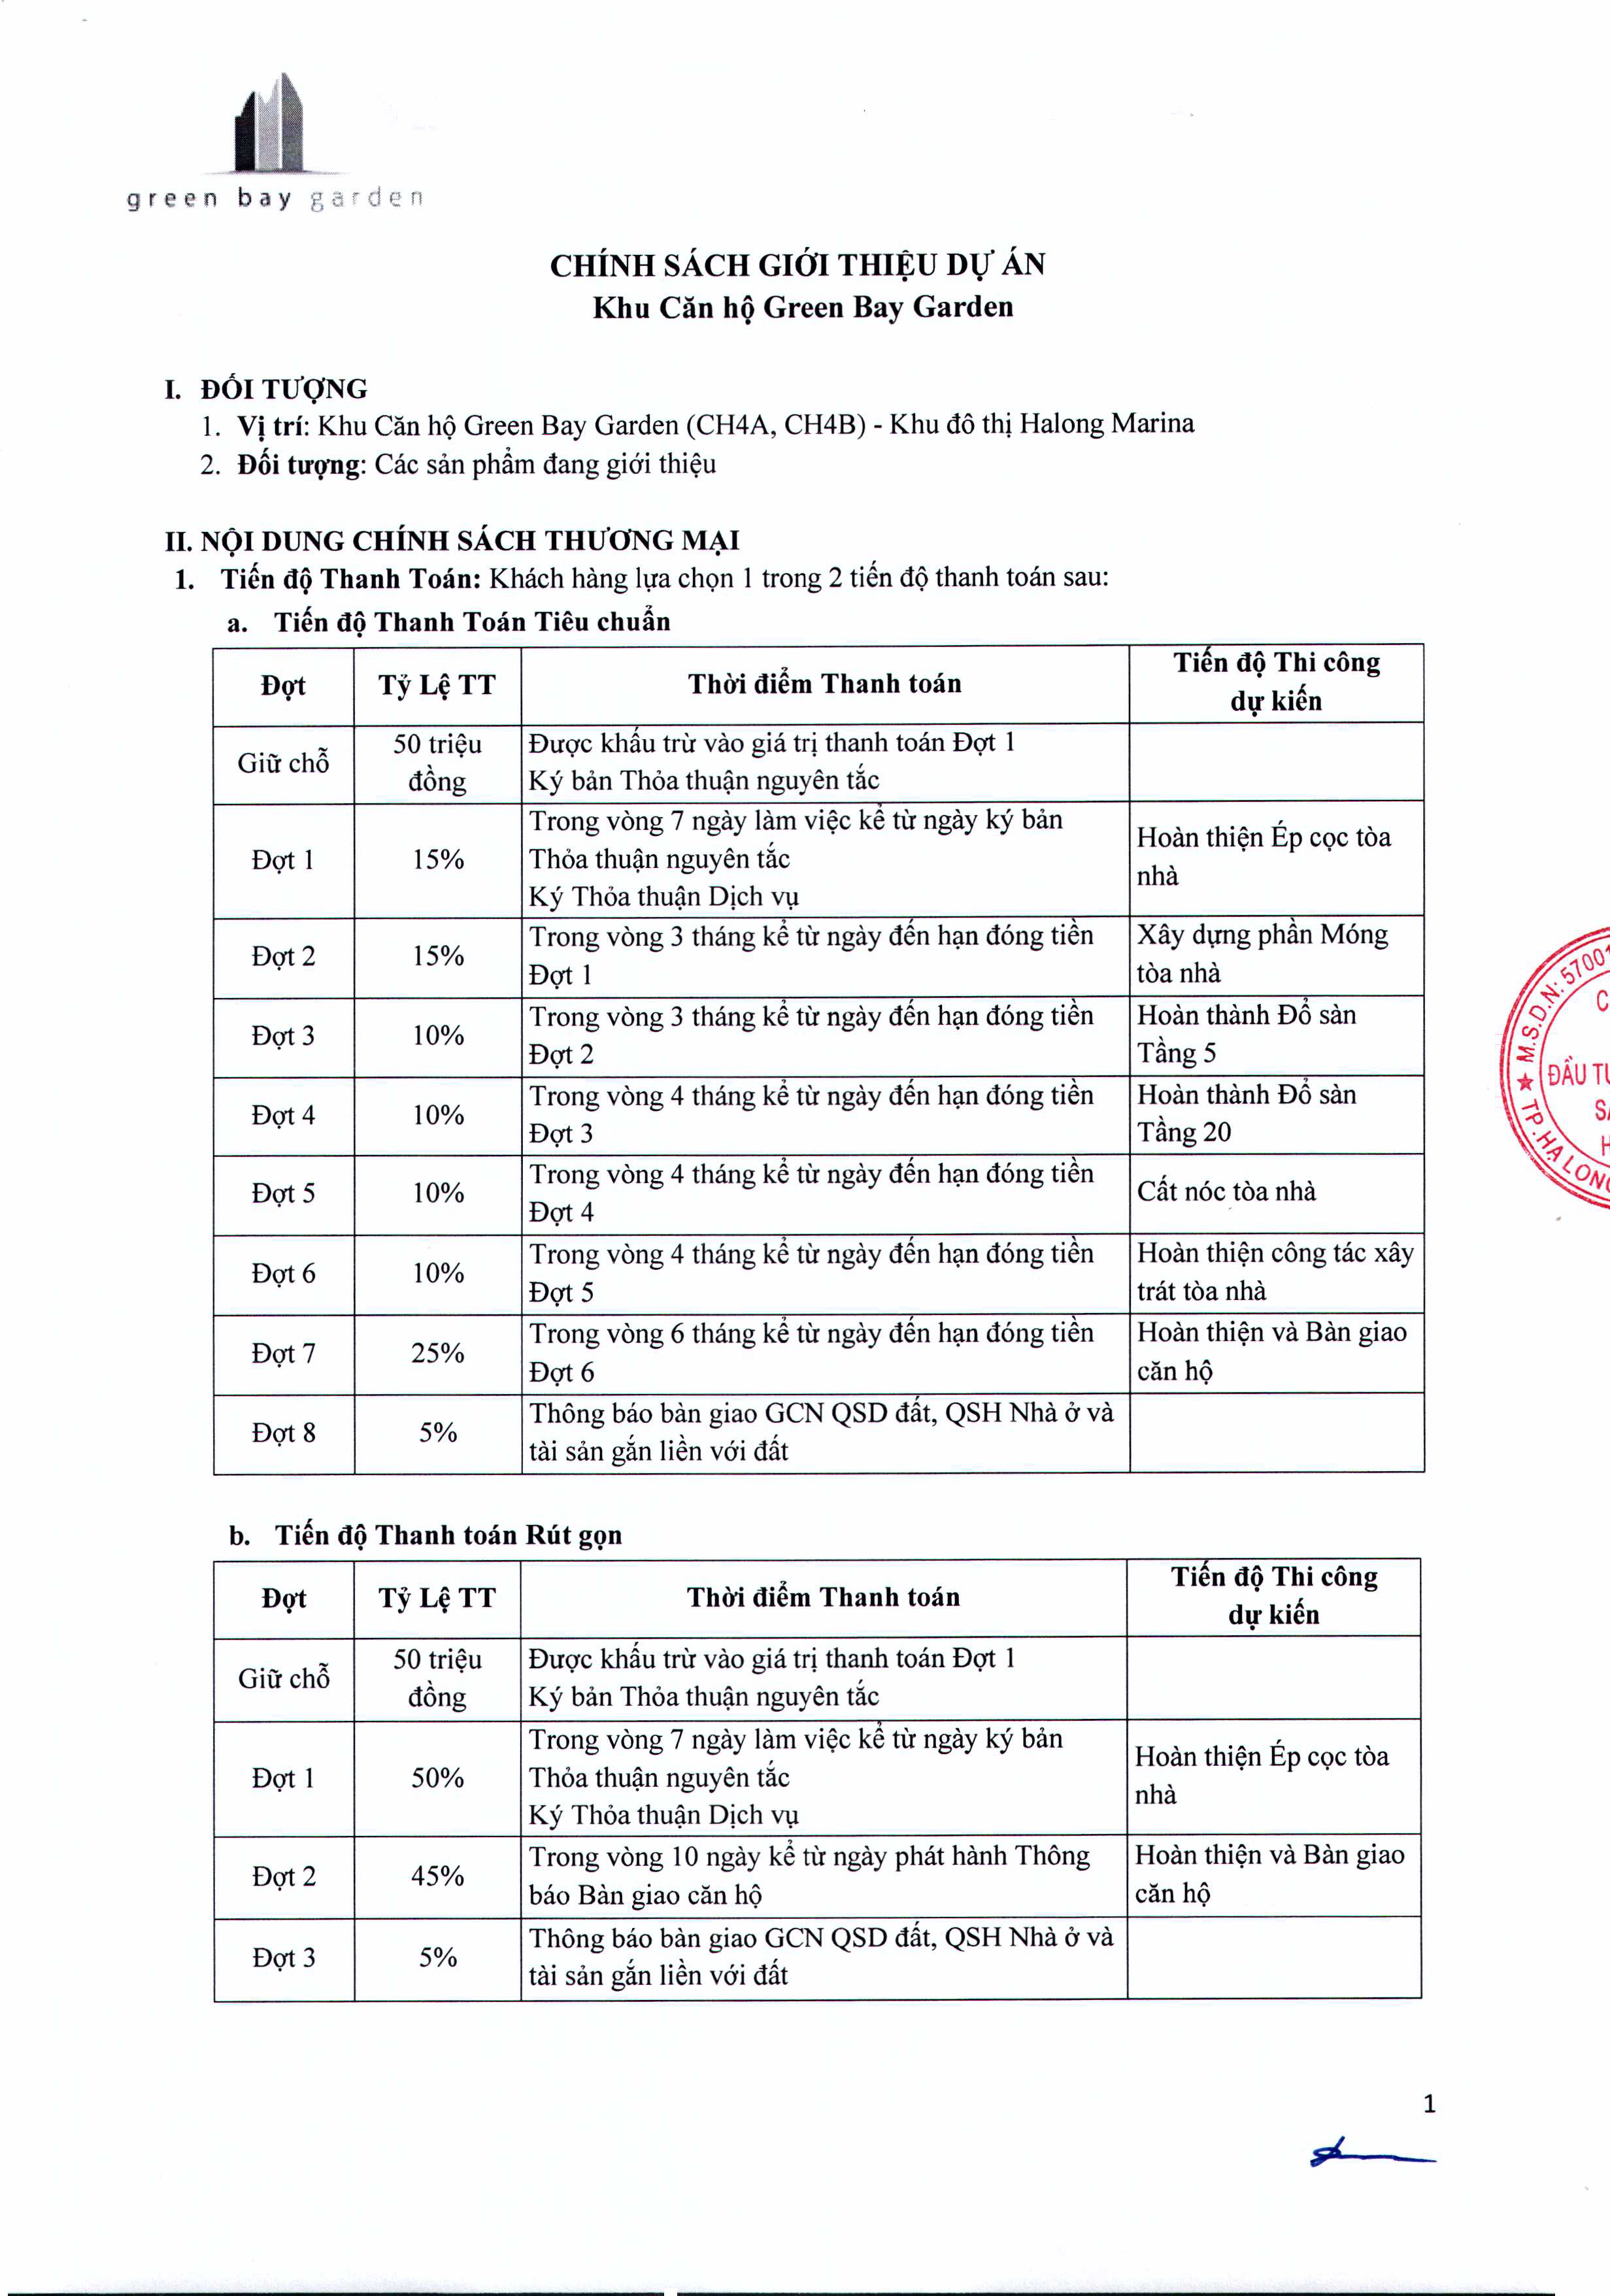 green bay garden
CHÍNH SÁCH GIỚI THIỆU DỰ ÁN
Khu Căn hộ Green Bay Garden
I. ĐỐI TƯỢNG
1. Vị trí: Khu Căn hộ Green Bay Garden (CH4A, CH4B) - Khu đô thị Halong Marina
2. Đối tượng: Các sản phẩm đang giới thiệu
II. NỘI DUNG CHÍNH SÁCH THƯƠNG MẠI
1. Tiến độ Thanh Toán: Khách hàng lựa chọn 1 trong 2 tiến độ thanh toán sau:
a. Tiến độ Thanh Toán Tiêu chuẩn
Đợt
Tỷ Lệ TT
Thời điểm Thanh toán
Tiến độ Thi công
dự kiến
Giữ chỗ
50 triệu
đồng
Được khấu trừ vào giá trị thanh toán Đợt 1
Ký bản Thỏa thuận nguyên tắc
Đợt 1
15%
Trong vòng 7 ngày làm việc kể từ ngày ký bản
Thỏa thuận nguyên tắc
Ký Thỏa thuận Dịch vụ
Hoàn thiện Ép cọc tòa
nhà
Đợt 2
15%
Trong vòng 3 tháng kể từ ngày đến hạn đóng tiền
Đợt 1
Xây dựng phần Móng
tòa nhà
Đợt 3
10%
Trong vòng 3 tháng kể từ ngày đến hạn đóng tiền
Đợt 2
Hoàn thành Đổ sàn
Tầng 5
Đợt 4
10%
Trong vòng 4 tháng kể từ ngày đến hạn đóng tiền
Đợt 3
Hoàn thành Đổ sàn
Tầng 20
Đợt 5
10%
Trong vòng 4 tháng kể từ ngày đến hạn đóng tiền
Đợt 4
Cất nóc tòa nhà
Đợt 6
10%
Trong vòng 4 tháng kể từ ngày đến hạn đóng tiền
Đợt 5
Hoàn thiện công tác xây
trát tòa nhà
Đợt 7
25%
Trong vòng 6 tháng kể từ ngày đến hạn đóng tiền
Đợt 6
Hoàn thiện và Bàn giao
căn hộ
Đợt 8
5%
Thông báo bàn giao GCN QSD đất, QSH Nhà ở và
tài sản gắn liền với đất
b. Tiến độ Thanh toán Rút gọn
Đợt
Tỷ Lệ TT
Thời điểm Thanh toán
Tiến độ Thi công
dự kiến
Giữ chỗ
50 triệu
đồng
Được khấu trừ vào giá trị thanh toán Đợt 1
Ký bản Thỏa thuận nguyên tắc
Đợt 1
50%
Trong vòng 7 ngày làm việc kể từ ngày ký bản
Thỏa thuận nguyên tắc
Ký Thỏa thuận Dịch vụ
Hoàn thiện Ép cọc tòa
nhà
Đợt 2
45%
Trong vòng 10 ngày kể từ ngày phát hành Thông
báo Bàn giao căn hộ
Hoàn thiện và Bàn giao
căn hộ
Đợt 3
5%
Thông báo bàn giao GCN QSD đất, QSH Nhà ở và
tài sản gắn liền với đất
M.S.D.N: 5700
ĐẦU TƯ
TP.HẠ LONG
1